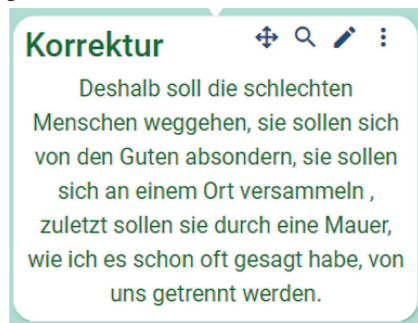 Korrektur
Deshalb soll die schlechten
Menschen weggehen, sie sollen sich
von den Guten absondern, sie sollen
sich an einem Ort versammeln ,
zuletzt sollen sie durch eine Mauer,
wie ich es schon oft gesagt habe, von
uns getrennt werden.